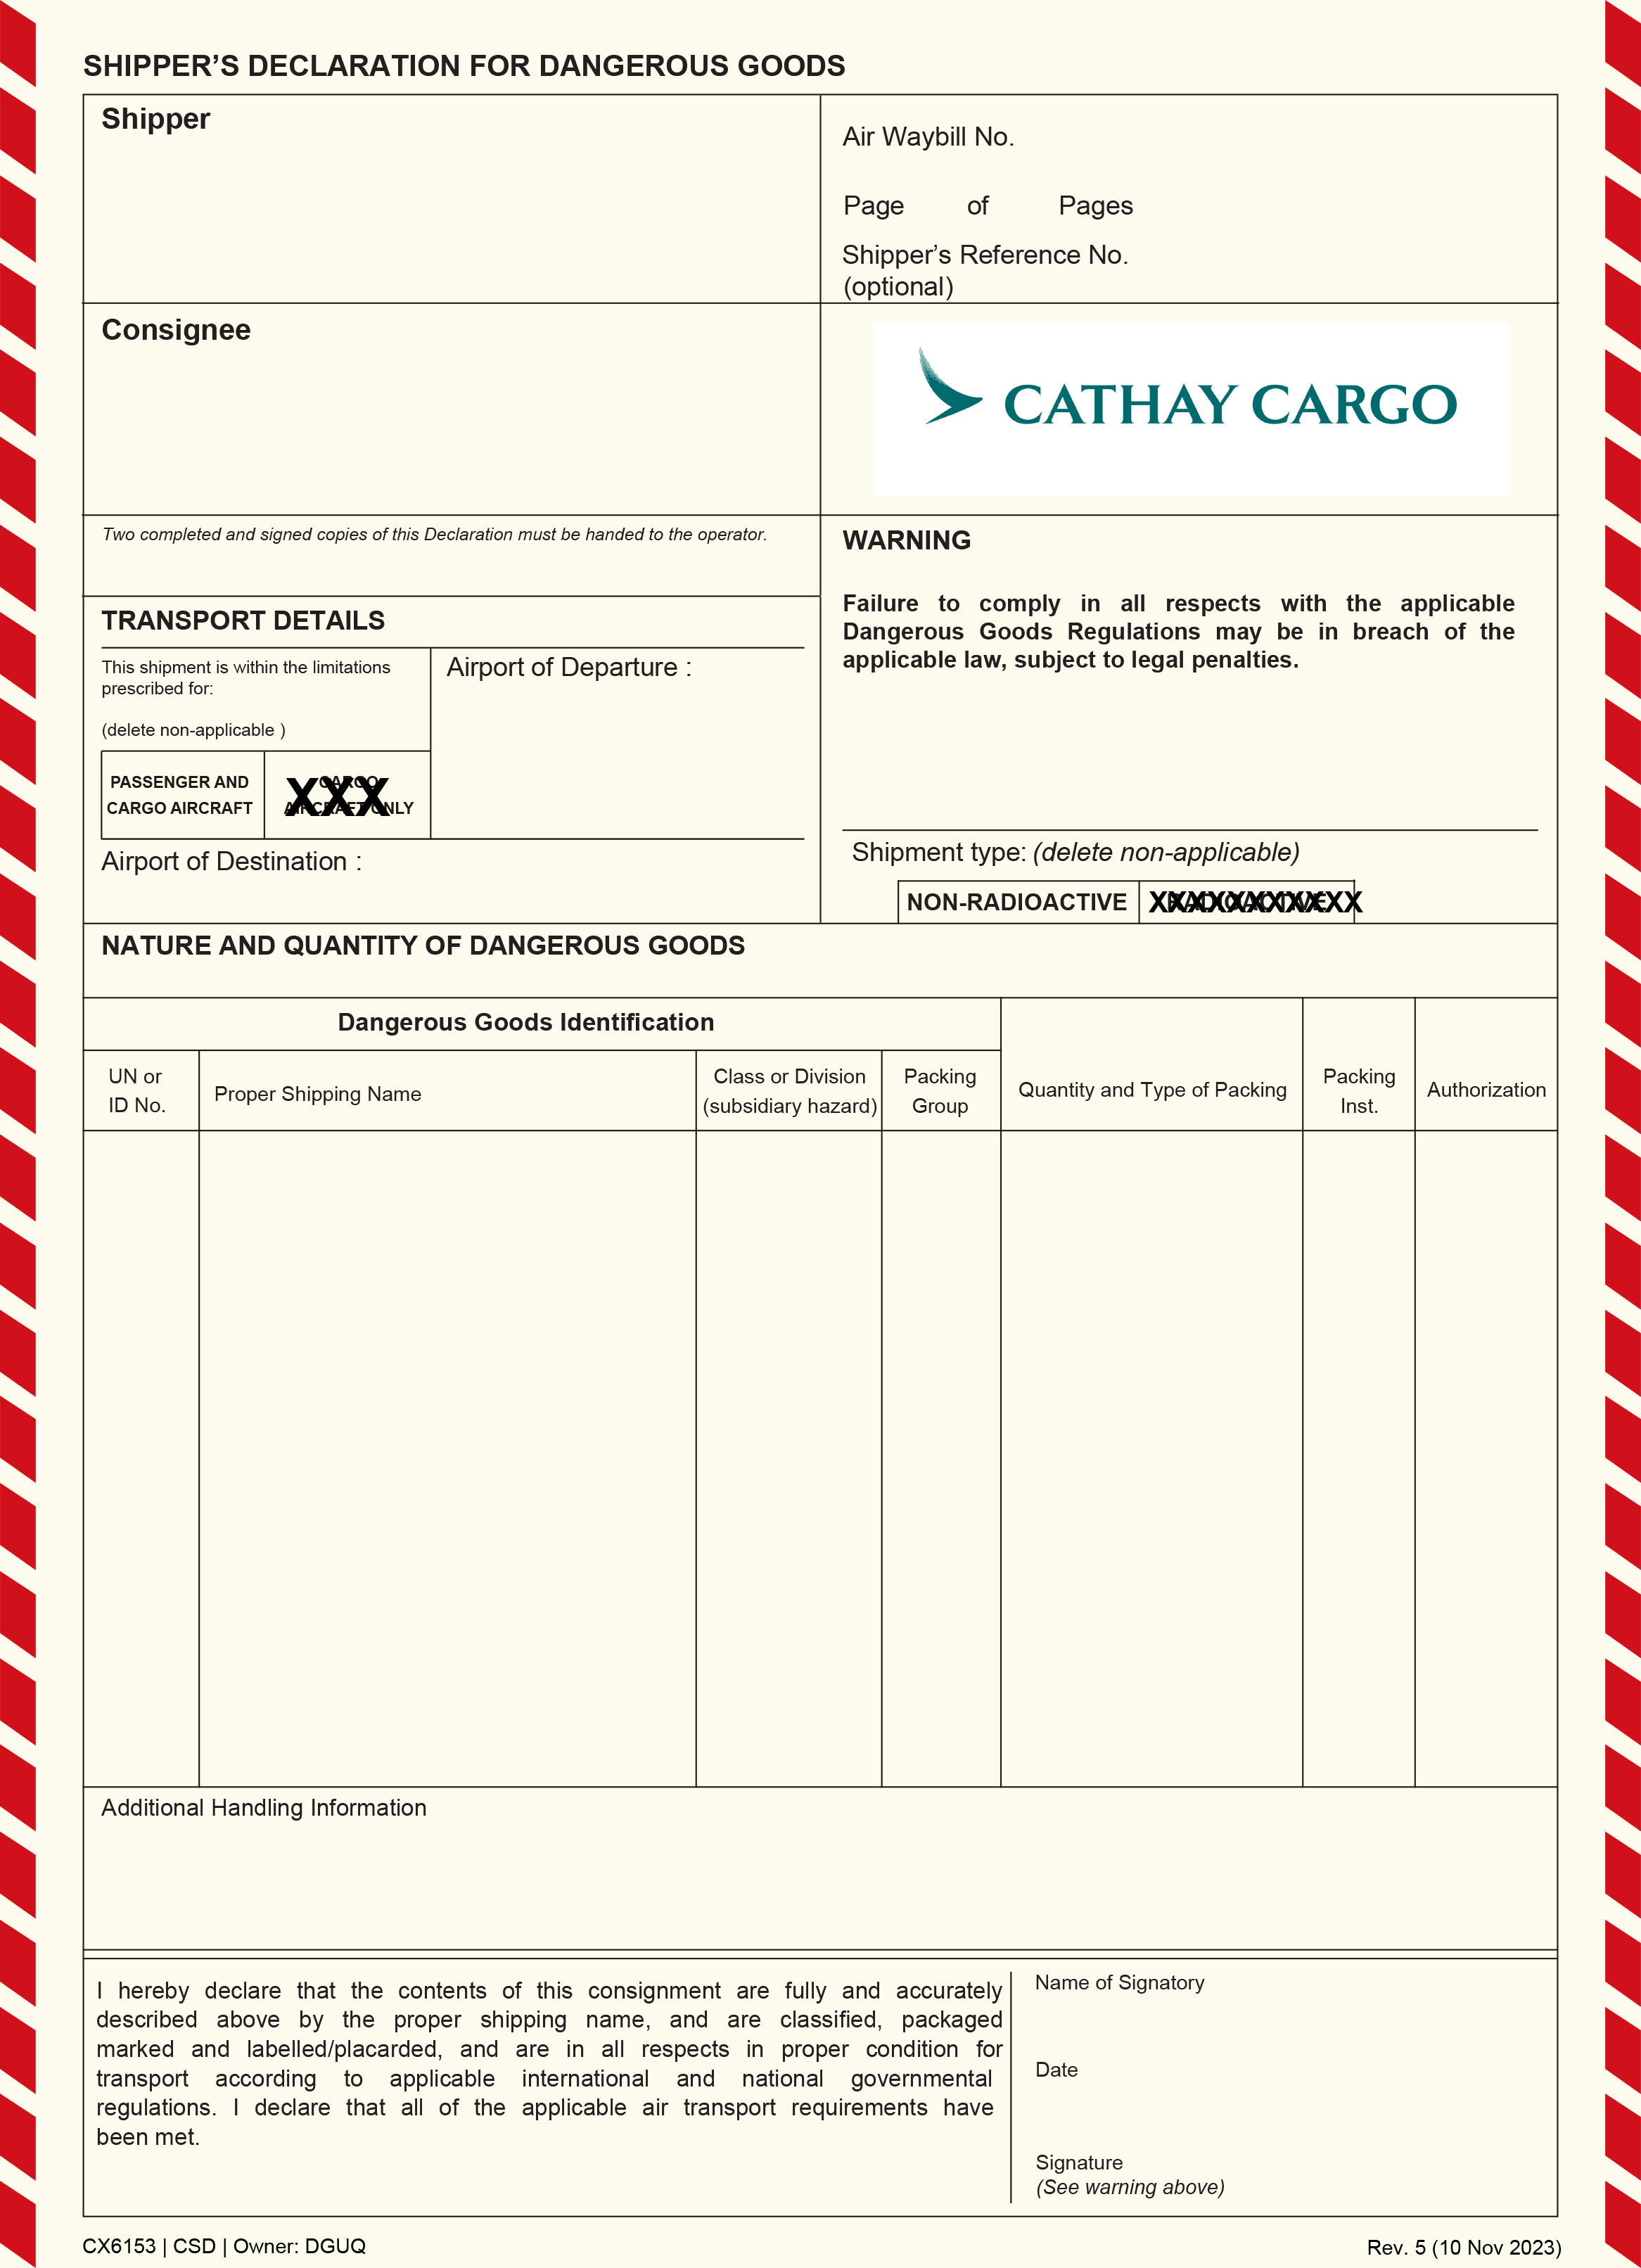 SHIPPER’S DECLARATION FOR DANGEROUS GOODS
Shipper
Air Waybill No.
Page of Pages
Shipper’s Reference No.
(optional)
Consignee
CATHAY CARGO
Two completed and signed copies of this Declaration must be handed to the operator.
WARNING
Failure to comply in all respects with the applicable
Dangerous Goods Regulations may be in breach of the
applicable law, subject to legal penalties.
TRANSPORT DETAILS
This shipment is within the limitations
prescribed for:
(delete non-applicable )
Airport of Departure :
PASSENGER AND
CARGO AIRCRAFT
CARGO
AIRCRAFT ONLY
XXX
Airport of Destination :
Shipment type: (delete non-applicable)
NON-RADIOACTIVE
RADIOACTIVE
XXXXXXXXXXX
NATURE AND QUANTITY OF DANGEROUS GOODS
Dangerous Goods Identification
UN or
ID No.
Proper Shipping Name
Class or Division
(subsidiary hazard)
Packing
Group
Quantity and Type of Packing
Packing
Inst.
Authorization
Additional Handling Information
I hereby declare that the contents of this consignment are fully and accurately
described above by the proper shipping name, and are classified, packaged
marked and labelled/placarded, and are in all respects in proper condition for
transport according to applicable international and national governmental
regulations. I declare that all of the applicable air transport requirements have
been met.
Name of Signatory
Date
Signature
(See warning above)
CX6153 | CSD | Owner: DGUQ
Rev. 5 (10 Nov 2023)